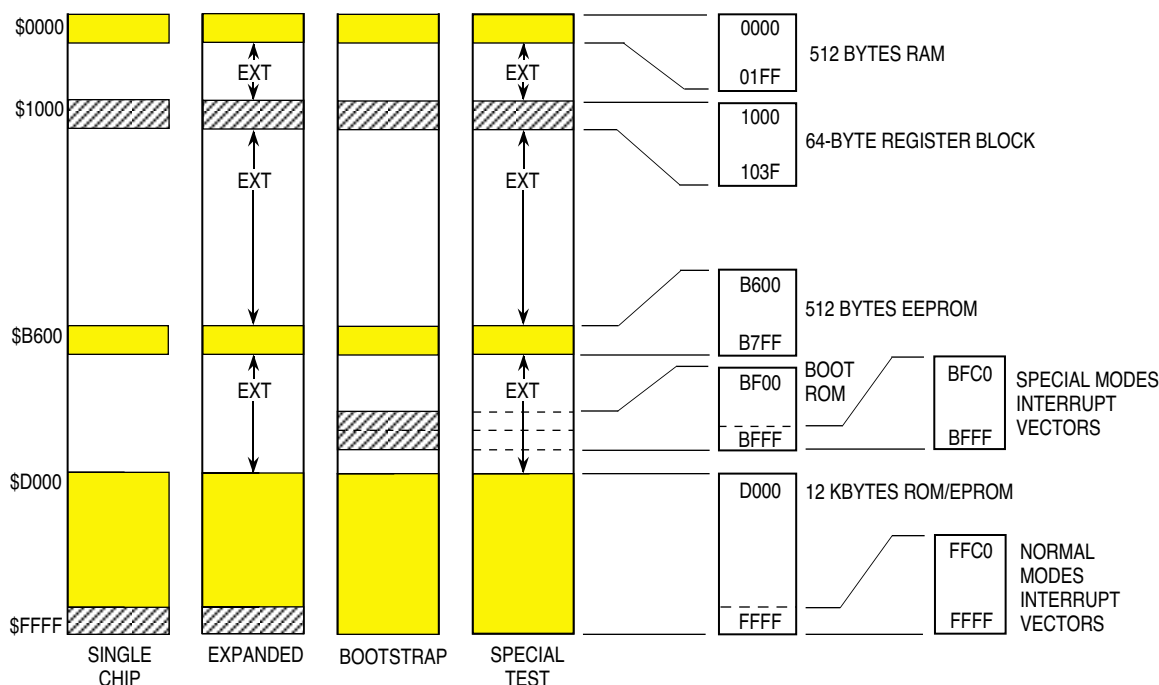 $0000
EXT
EXT
0000
01FF
512 BYTES RAM
$1000
1000
103F
64-BYTE REGISTER BLOCK
EXT
EXT
$B600
B600
B7FF
512 BYTES EEPROM
EXT
EXT
BF00
BFFF
BOOT
ROM
BFC0
BFFF
SPECIAL MODES
INTERRUPT
VECTORS
$D000
D000
FFFF
12 KBYTES ROM/EPROM
FFC0
FFFF
NORMAL
MODES
INTERRUPT
VECTORS
$FFFF
SINGLE
CHIP
EXPANDED
BOOTSTRAP
SPECIAL
TEST